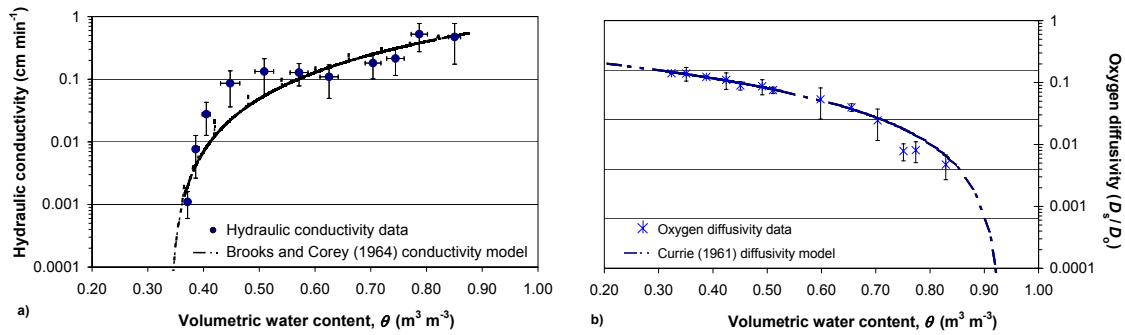 Hydraulic conductivity (cm min⁻¹)
1
0.1
0.01
0.001
0.0001
Hydraulic conductivity data
Brooks and Corey (1964) conductivity model
0.20 0.30 0.40 0.50 0.60 0.70 0.80 0.90 1.00
a)
Volumetric water content, θ (m³ m⁻³)
Oxygen diffusivity (Dₛ/Dₒ)
1
0.1
0.01
0.001
0.0001
Oxygen diffusivity data
Currie (1961) diffusivity model
0.20 0.30 0.40 0.50 0.60 0.70 0.80 0.90 1.00
b)
Volumetric water content, θ (m³ m⁻³)